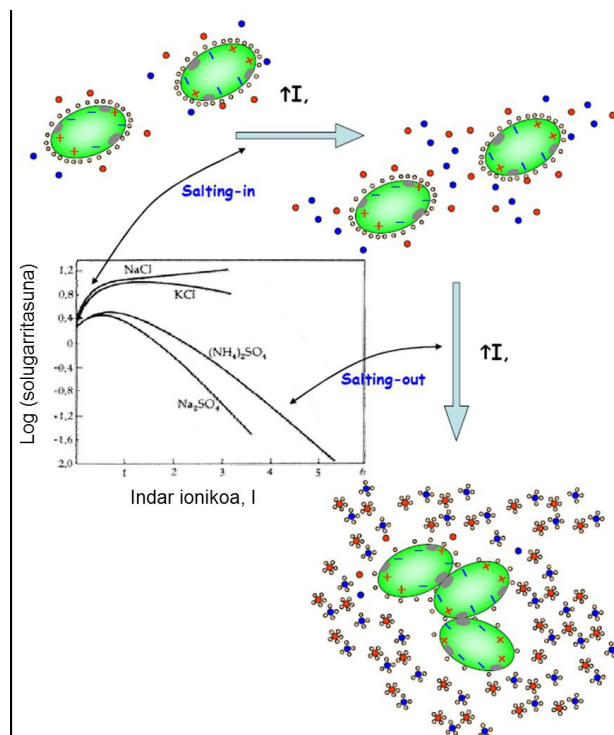 ↑I,
Salting-in
1,2
0,8
0,4
0
-0,4
-0,8
-1,2
-1,6
2,0
NaCl
KCl
(NH₄)₂SO₄
Na₂SO₄
1
2
3
4
5
6
Log (solugarritasuna)
Indar ionikoa, I
Salting-out
↑I,